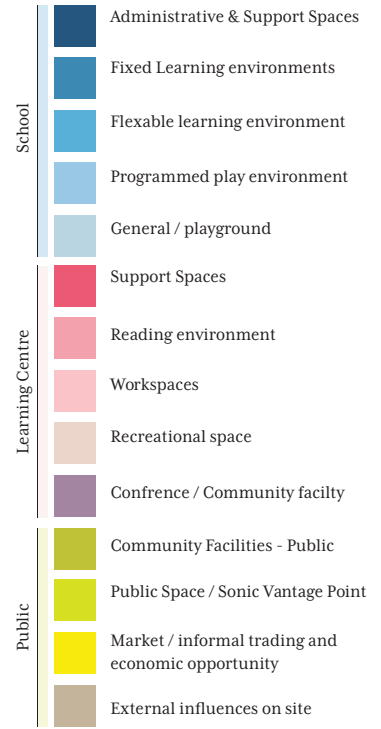 School
Administrative & Support Spaces
Fixed Learning environments
Flexable learning environment
Programmed play environment
General / playground
Learning Centre
Support Spaces
Reading environment
Workspaces
Recreational space
Confrence / Community facilty
Public
Community Facilities - Public
Public Space / Sonic Vantage Point
Market / informal trading and
economic opportunity
External influences on site